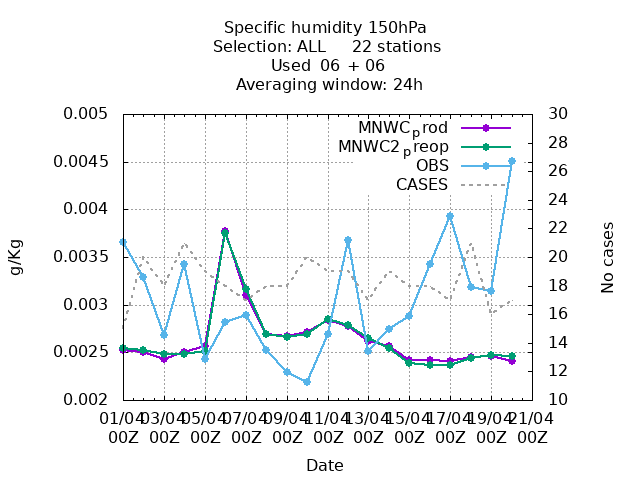 Specific humidity 150hPa
Selection: ALL 22 stations
Used 06 + 06
Averaging window: 24h
0.005
0.0045
0.004
0.0035
0.003
0.0025
0.002
g/Kg
30
28
26
24
22
20
18
16
14
12
10
No cases
MNWCprod
MNWC2preop
OBS
CASES
01/04 03/04 05/04 07/04 09/04 11/04 13/04 15/04 17/04 19/04 21/04
00Z 00Z 00Z 00Z 00Z 00Z 00Z 00Z 00Z 00Z 00Z
Date